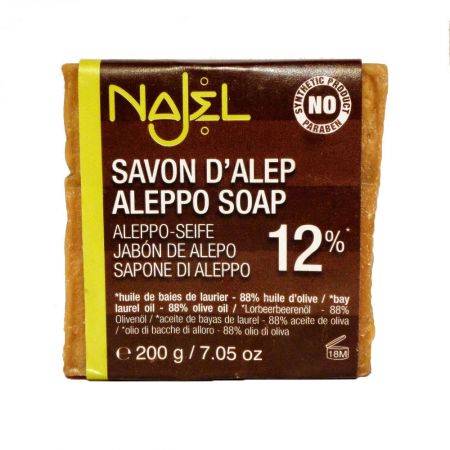 NAJEL
SYNTHETIC PRODUCT
NO
PARABEN
SAVON D'ALEP
ALEPPO SOAP
ALEPPO-SEIFE
JABÓN DE ALEPO
SAPONE DI ALEPPO
12%*
*huile de baies de laurier - 88% huile d'olive / *bay
laurel oil - 88% olive oil / *Lorbeerbeerenöl - 88%
Olivenöl / *aceite de bayas de laurel - 88% aceite de oliva
/ *olio di bacche di alloro - 88% olio di oliva
e 200 g / 7.05 oz
18M